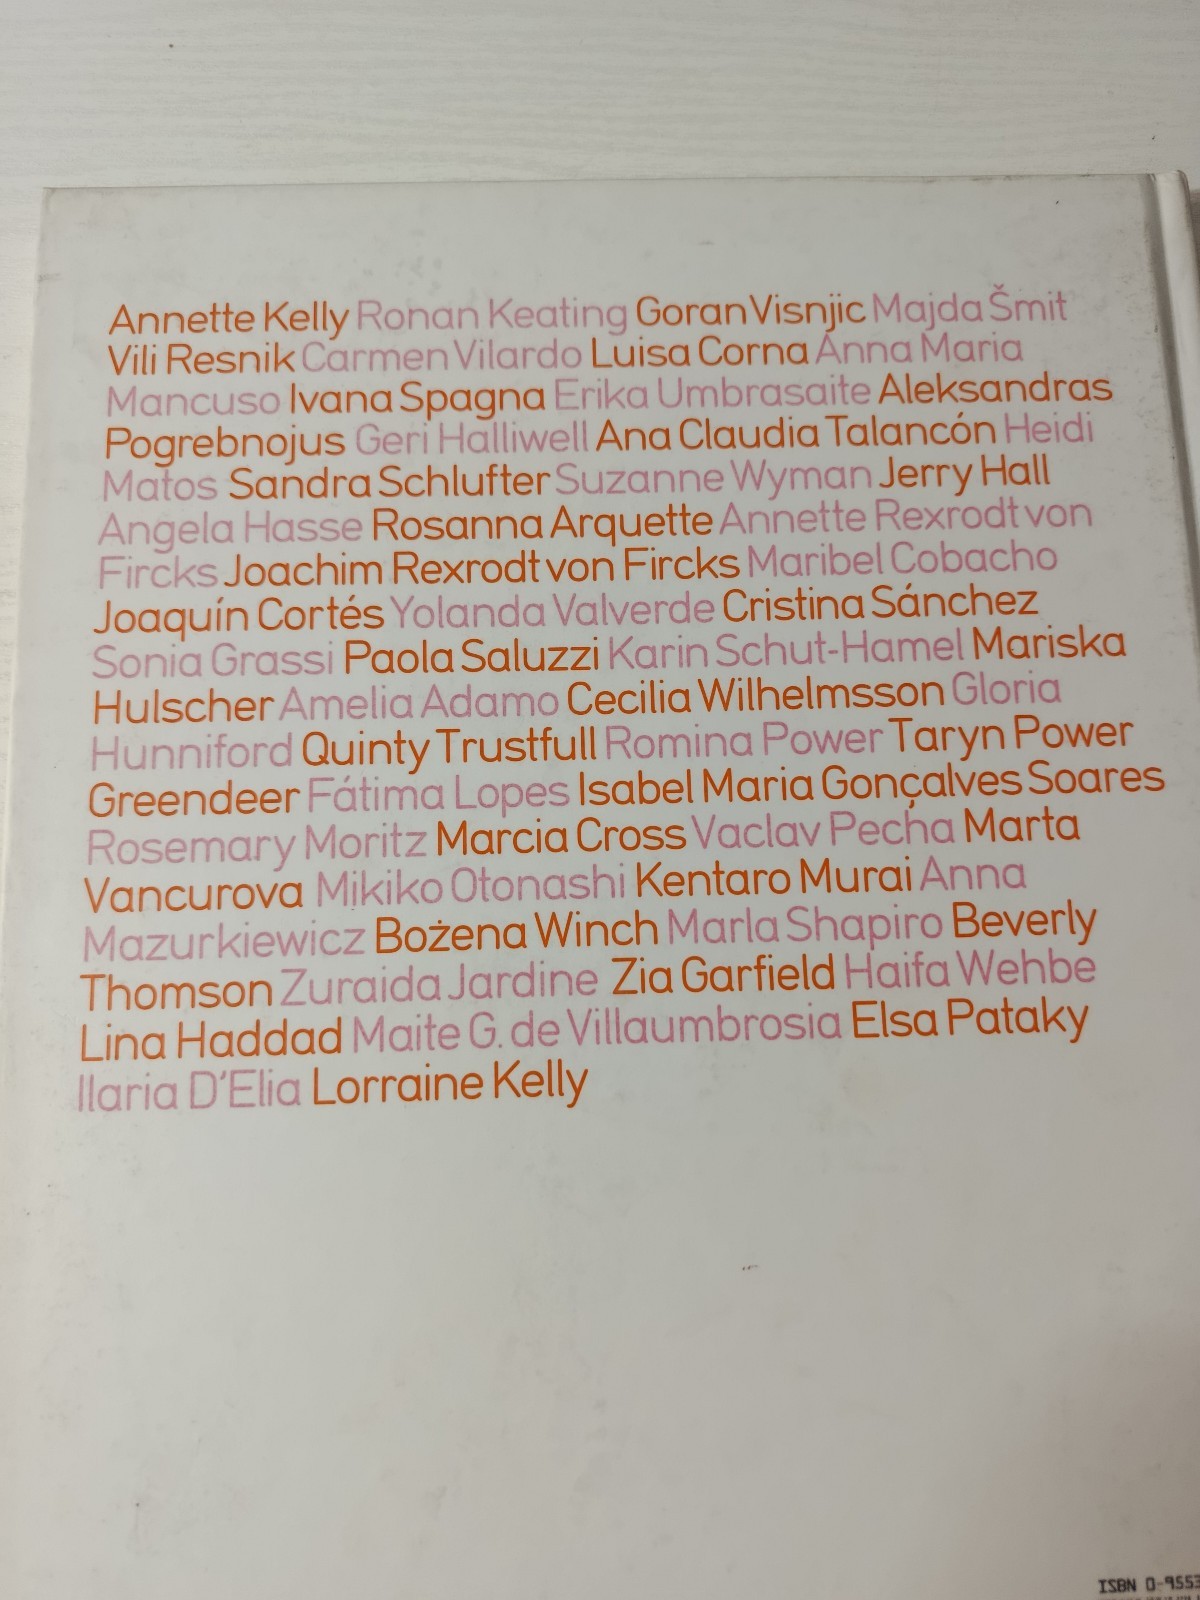 Annette Kelly Ronan Keating Goran Visnjic Majda Šmit
Vili Resnik Carmen Vilardo Luisa Corna Anna Maria
Mancuso Ivana Spagna Erika Umbrasaite Aleksandras
Pogrebnojus Geri Halliwell Ana Claudia Talancón Heidi
Matos Sandra Schlufter Suzanne Wyman Jerry Hall
Angela Hasse Rosanna Arquette Annette Rexrodt von
Fircks Joachim Rexrodt von Fircks Maribel Cobacho
Joaquín Cortés Yolanda Valverde Cristina Sánchez
Sonia Grassi Paola Saluzzi Karin Schut-Hamel Mariska
Hulscher Amelia Adamo Cecilia Wilhelmsson Gloria
Hunniford Quinty Trustfull Romina Power Taryn Power
Greendeer Fátima Lopes Isabel Maria Gonçalves Soares
Rosemary Moritz Marcia Cross Vaclav Pecha Marta
Vancurova Mikiko Otonashi Kentaro Murai Anna
Mazurkiewicz Bożena Winch Marla Shapiro Beverly
Thomson Zuraida Jardine Zia Garfield Haifa Wehbe
Lina Haddad Maite G. de Villaumbrosia Elsa Pataky
Ilaria D'Elia Lorraine Kelly
ISBN 0-9553